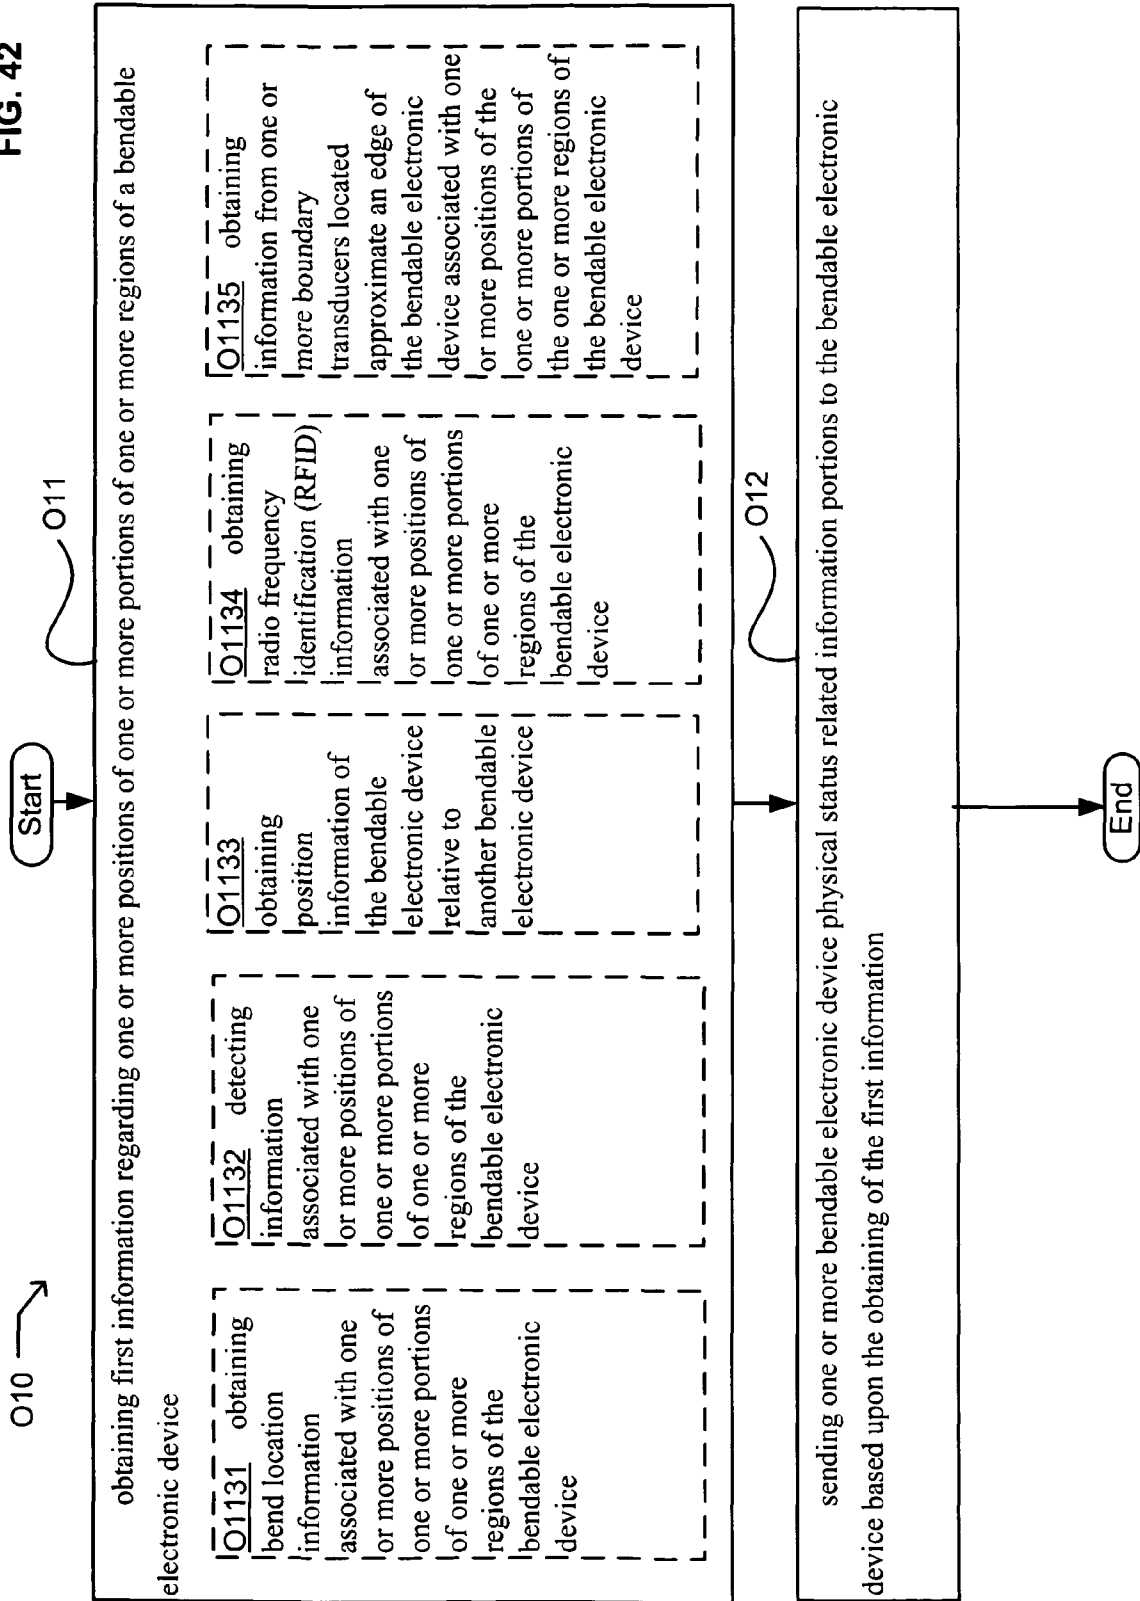 FIG. 42
O10
Start
O11
obtaining first information regarding one or more positions of one or more portions of one or more regions of a bendable
electronic device
O1131 obtaining
bend location
information
associated with one
or more positions of
one or more portions
of one or more
regions of the
bendable electronic
device
O1132 detecting
information
associated with one
or more positions of
one or more portions
of one or more
regions of the
bendable electronic
device
O1133
obtaining
position
information of
the bendable
electronic device
relative to
another bendable
electronic device
O1134 obtaining
radio frequency
identification (RFID)
information
associated with one
or more positions of
one or more portions
of one or more
regions of the
bendable electronic
device
O1135 obtaining
information from one or
more boundary
transducers located
approximate an edge of
the bendable electronic
device associated with one
or more positions of the
one or more portions of
the one or more regions of
the bendable electronic
device
O12
sending one or more bendable electronic device physical status related information portions to the bendable electronic
device based upon the obtaining of the first information
End